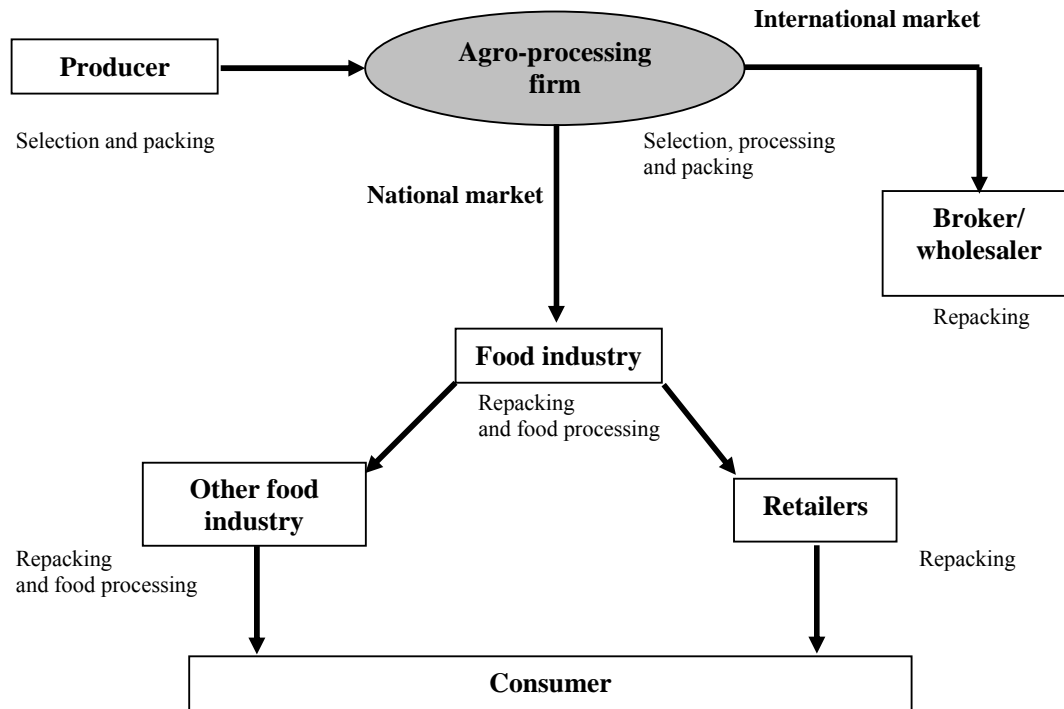 International market
Producer
Agro-processing
firm
Selection and packing
Selection, processing
and packing
National market
Broker/
wholesaler
Repacking
Food industry
Repacking
and food processing
Other food
industry
Retailers
Repacking
and food processing
Repacking
Consumer